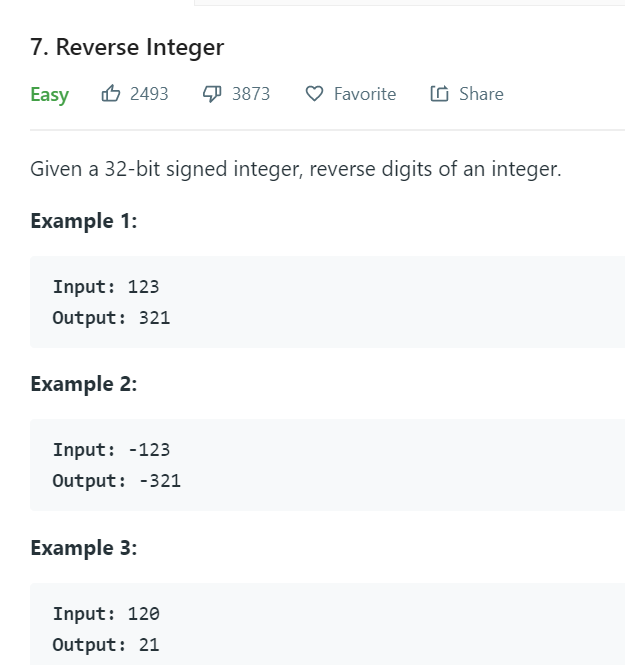 7. Reverse Integer
Easy 2493 3873 Favorite Share
Given a 32-bit signed integer, reverse digits of an integer.
Example 1:
Input: 123
Output: 321
Example 2:
Input: -123
Output: -321
Example 3:
Input: 120
Output: 21